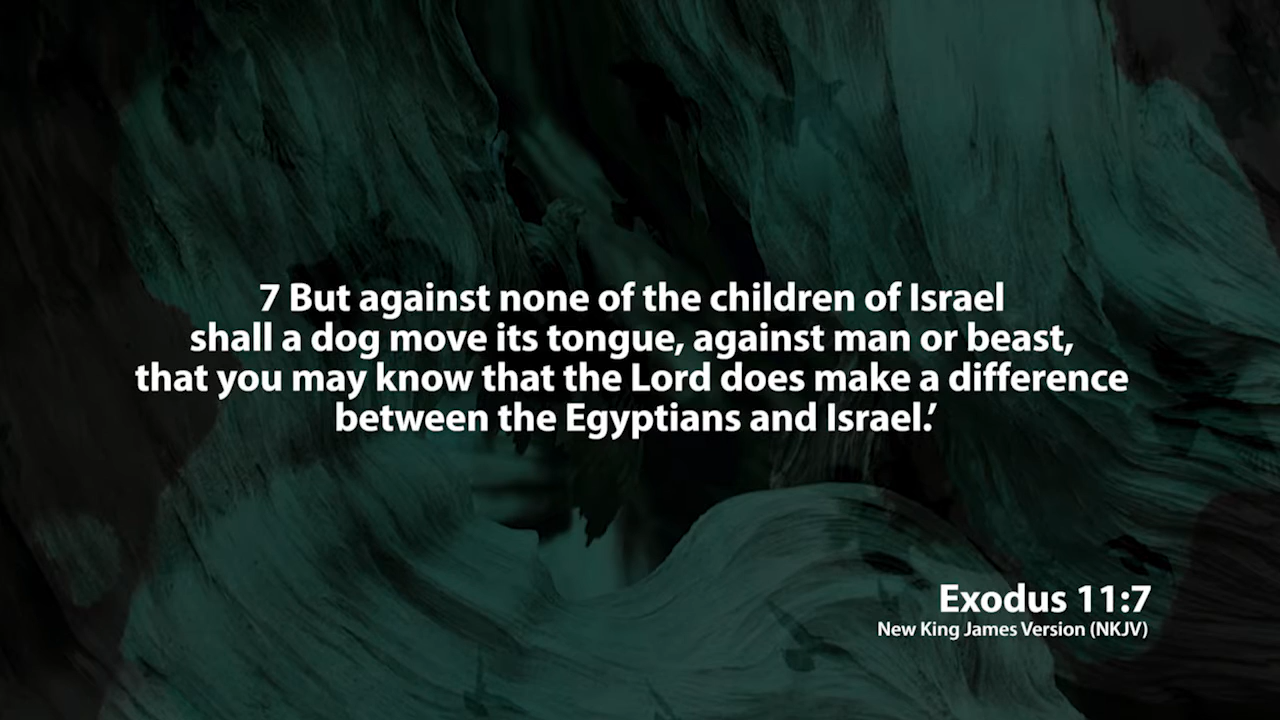 7 But against none of the children of Israel
shall a dog move its tongue, against man or beast,
that you may know that the Lord does make a difference
between the Egyptians and Israel.’
Exodus 11:7
New King James Version (NKJV)